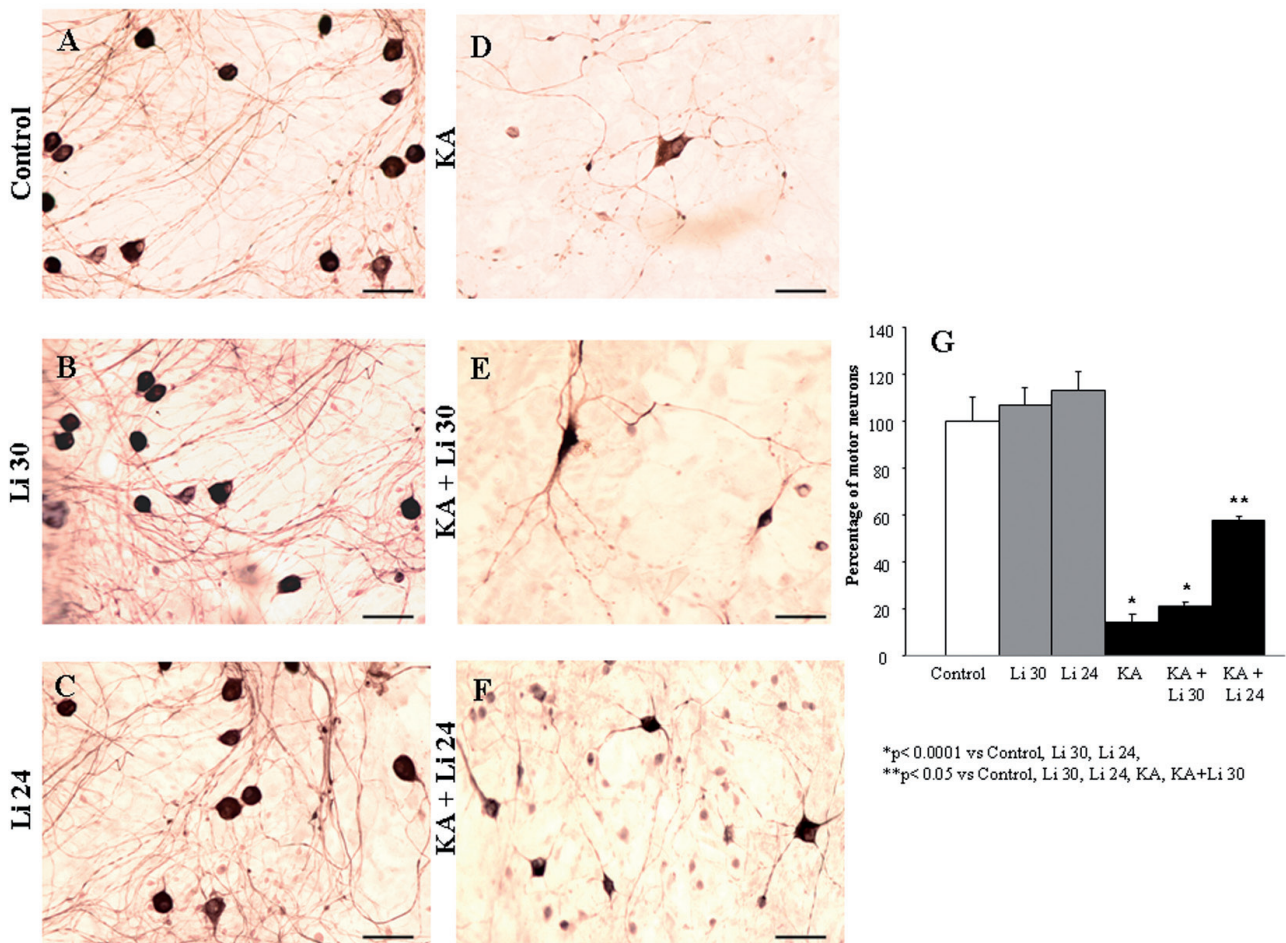 A
Control
D
KA
B
Li 30
E
KA + Li 30
C
Li 24
F
KA + Li 24
G
Percentage of motor neurons
140
120
100
80
60
40
20
0
*
*
**
Control
Li 30
Li 24
KA
KA +
Li 30
KA +
Li 24
*p< 0.0001 vs Control, Li 30, Li 24,
**p< 0.05 vs Control, Li 30, Li 24, KA, KA+Li 30